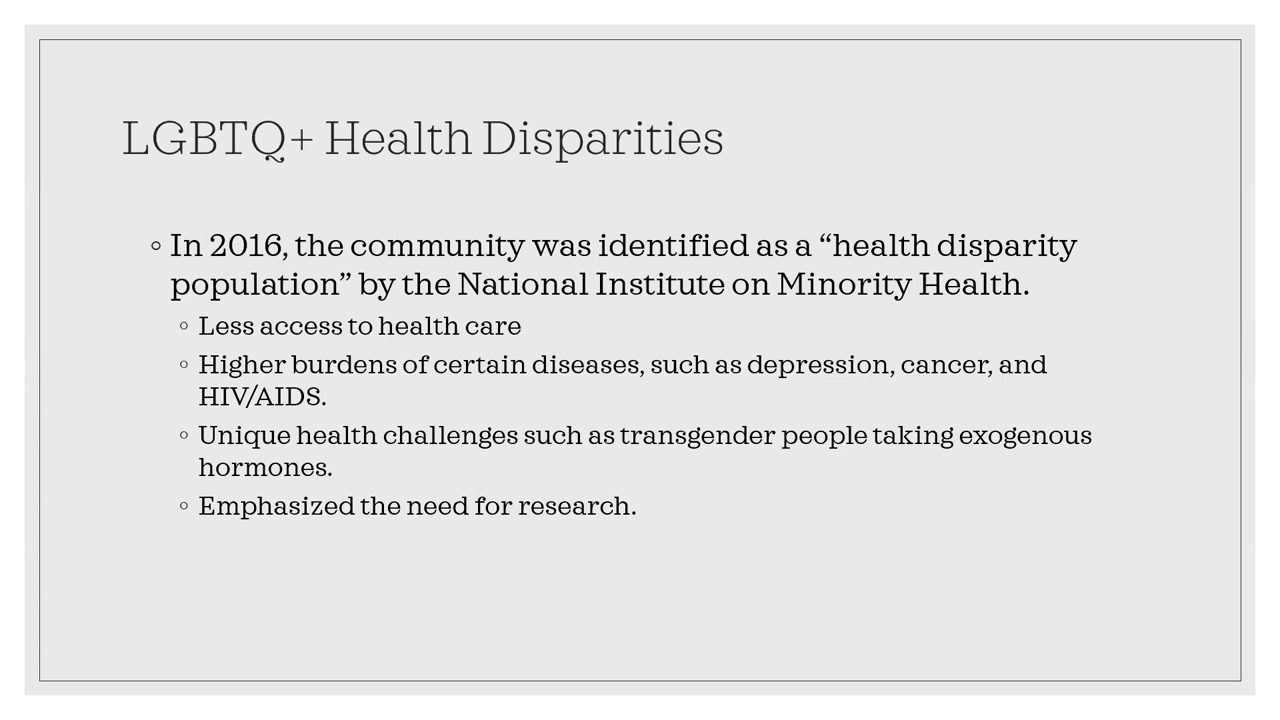 LGBTQ+ Health Disparities
◦ In 2016, the community was identified as a “health disparity
population” by the National Institute on Minority Health.
◦ Less access to health care
◦ Higher burdens of certain diseases, such as depression, cancer, and
HIV/AIDS.
◦ Unique health challenges such as transgender people taking exogenous
hormones.
◦ Emphasized the need for research.